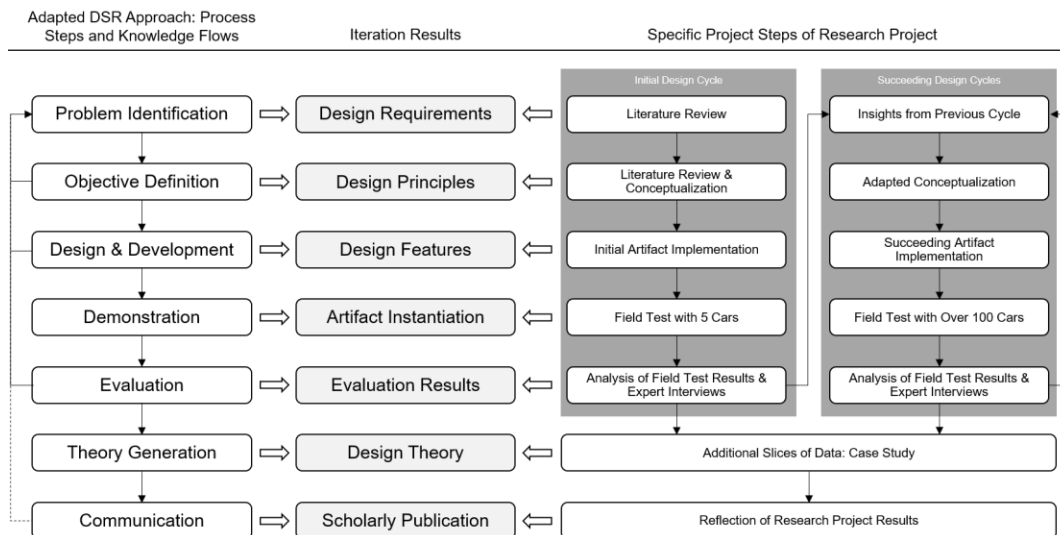 Adapted DSR Approach: Process
Steps and Knowledge Flows
Iteration Results
Specific Project Steps of Research Project
Initial Design Cycle
Succeeding Design Cycles
Problem Identification
Design Requirements
Literature Review
Insights from Previous Cycle
Objective Definition
Design Principles
Literature Review &
Conceptualization
Adapted Conceptualization
Design & Development
Design Features
Initial Artifact Implementation
Succeeding Artifact
Implementation
Demonstration
Artifact Instantiation
Field Test with 5 Cars
Field Test with Over 100 Cars
Evaluation
Evaluation Results
Analysis of Field Test Results &
Expert Interviews
Analysis of Field Test Results &
Expert Interviews
Theory Generation
Design Theory
Additional Slices of Data: Case Study
Communication
Scholarly Publication
Reflection of Research Project Results